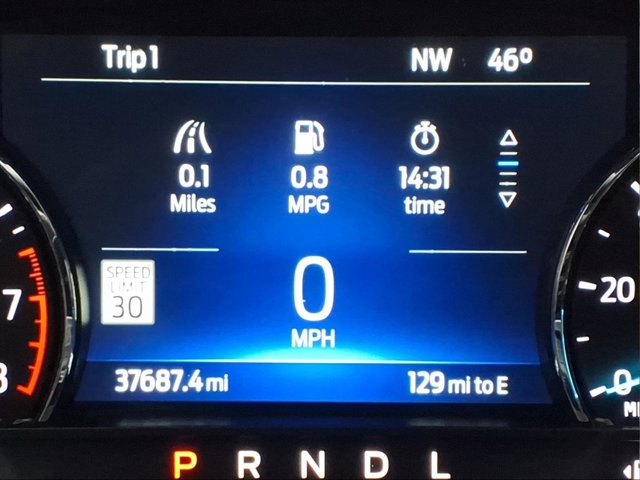 Trip 1 NW 46°
0.1 0.8 14:31
Miles MPG time
SPEED
LIMIT
30
0
MPH
7
8
20
0
37687.4 mi 129 mi to E
P R N D L